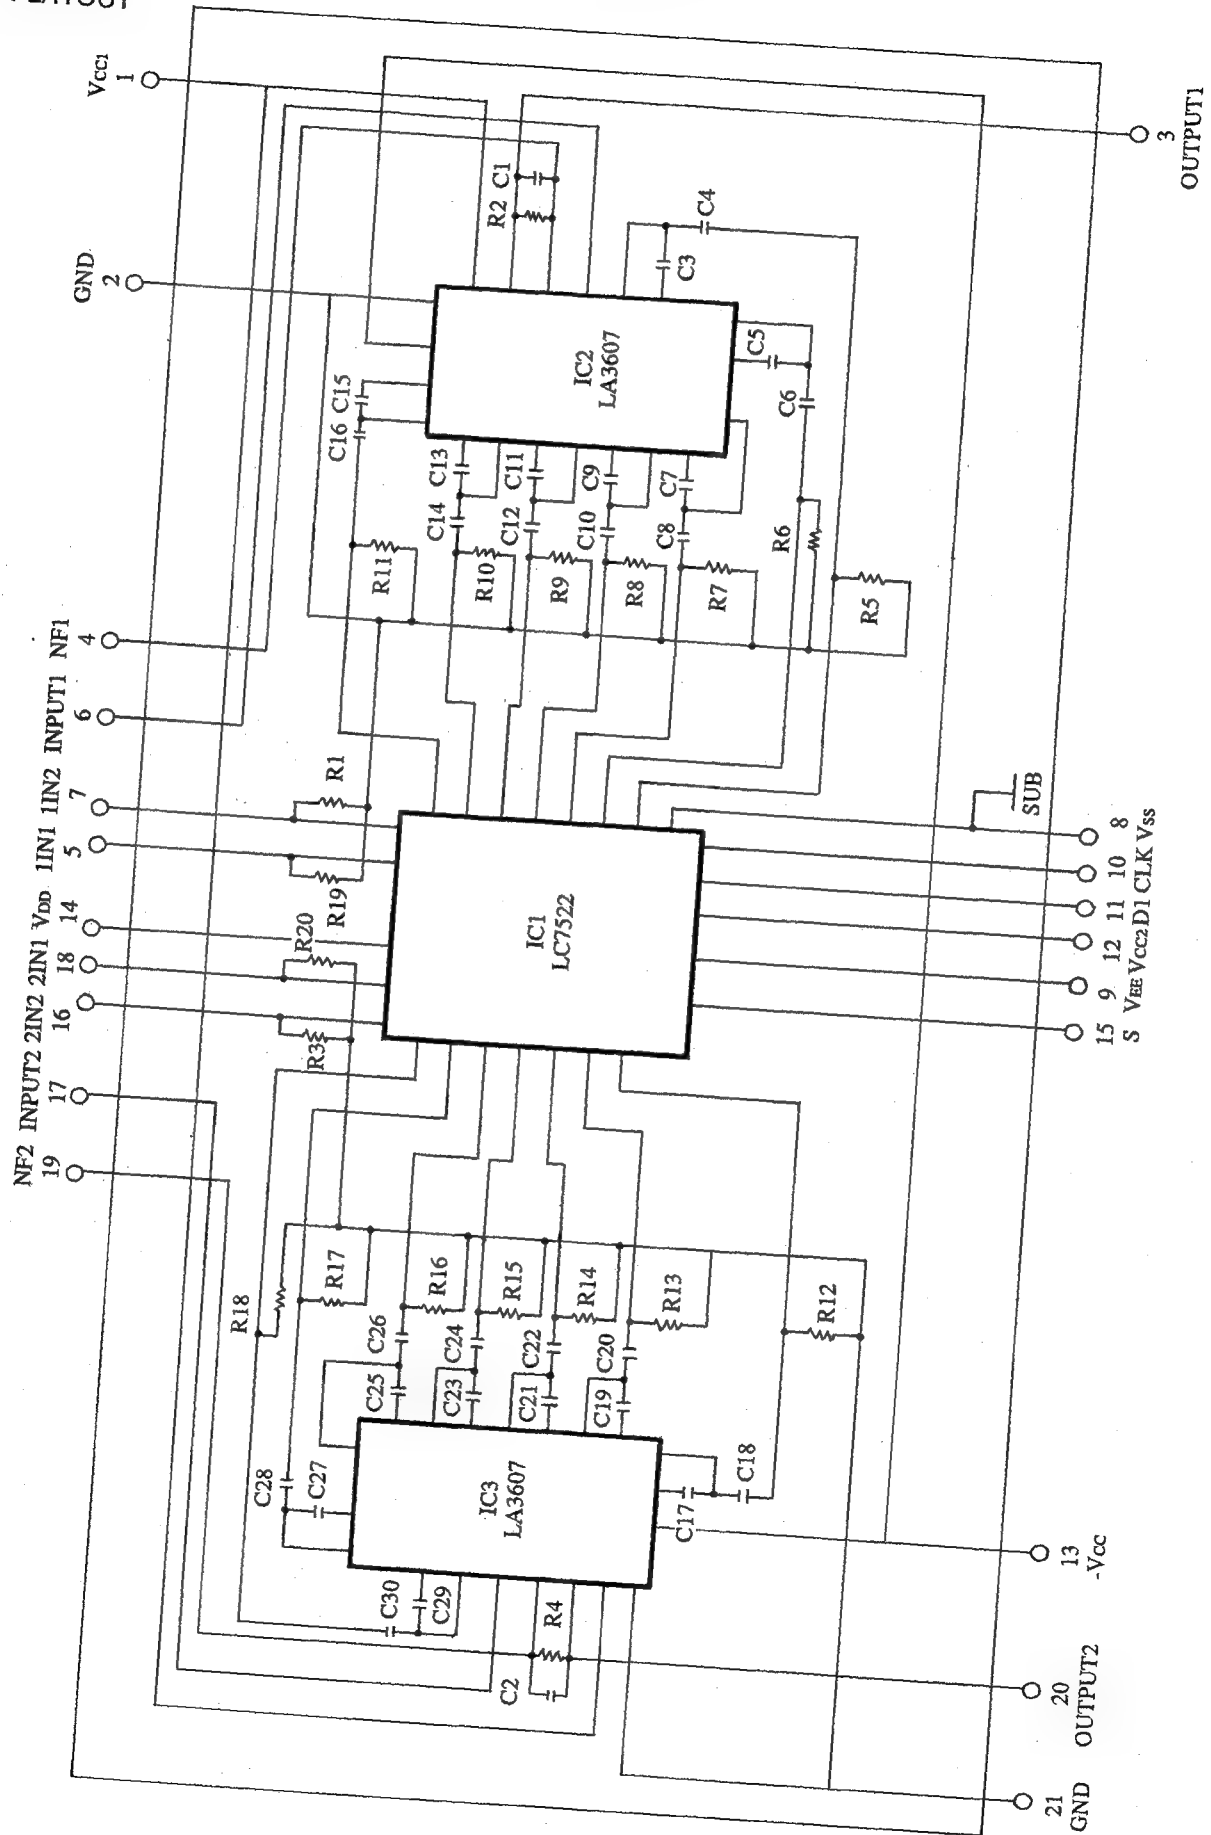 Vcc1
1
GND
2
3
OUTPUT1
C1
R2
C4
C3
IC2
LA3607
C5
C6
C15
C16
C13
C14
C11
C12
C9
C10
C7
C8
R11
R10
R9
R8
R7
R6
R5
NF1
4
INPUT1
6
1IN2
7
1IN1
5
VDD
14
2IN1
18
2IN2
16
INPUT2
17
NF2
19
R1
R19
R20
R3
IC1
LC7522
SUB
8
Vss
10
CLK
11
D1
12
VCC2
9
VEE
15
S
R18
R17
R16
R15
R14
R13
R12
C26
C25
C24
C23
C22
C21
C20
C19
C28
C27
IC3
LA3607
C17
C18
C30
C29
R4
C2
13
-Vcc
20
OUTPUT2
21
GND